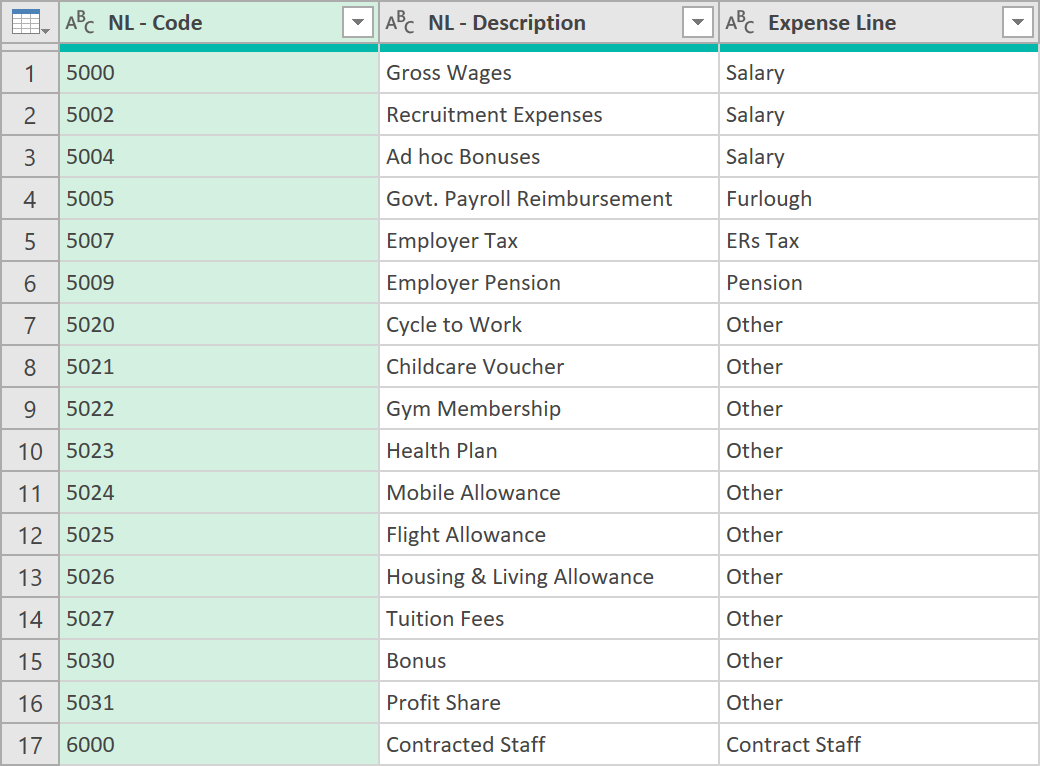 ABC NL - Code ABC NL - Description ABC Expense Line
1 5000 Gross Wages Salary
2 5002 Recruitment Expenses Salary
3 5004 Ad hoc Bonuses Salary
4 5005 Govt. Payroll Reimbursement Furlough
5 5007 Employer Tax ERs Tax
6 5009 Employer Pension Pension
7 5020 Cycle to Work Other
8 5021 Childcare Voucher Other
9 5022 Gym Membership Other
10 5023 Health Plan Other
11 5024 Mobile Allowance Other
12 5025 Flight Allowance Other
13 5026 Housing & Living Allowance Other
14 5027 Tuition Fees Other
15 5030 Bonus Other
16 5031 Profit Share Other
17 6000 Contracted Staff Contract Staff